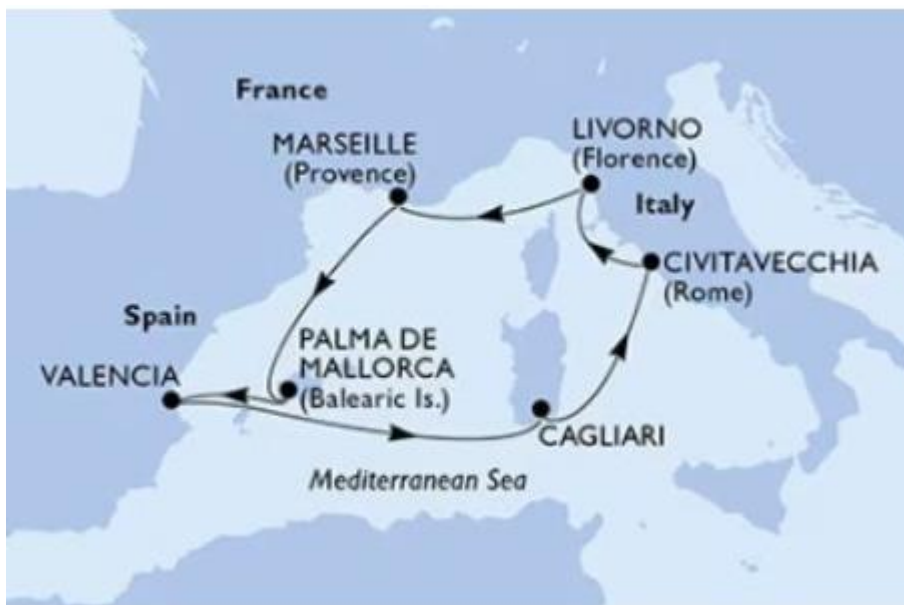 France
MARSEILLE
(Provence)
LIVORNO
(Florence)
Italy
CIVITAVECCHIA
(Rome)
Spain
VALENCIA
PALMA DE
MALLORCA
(Balearic Is.)
CAGLIARI
Mediterranean Sea